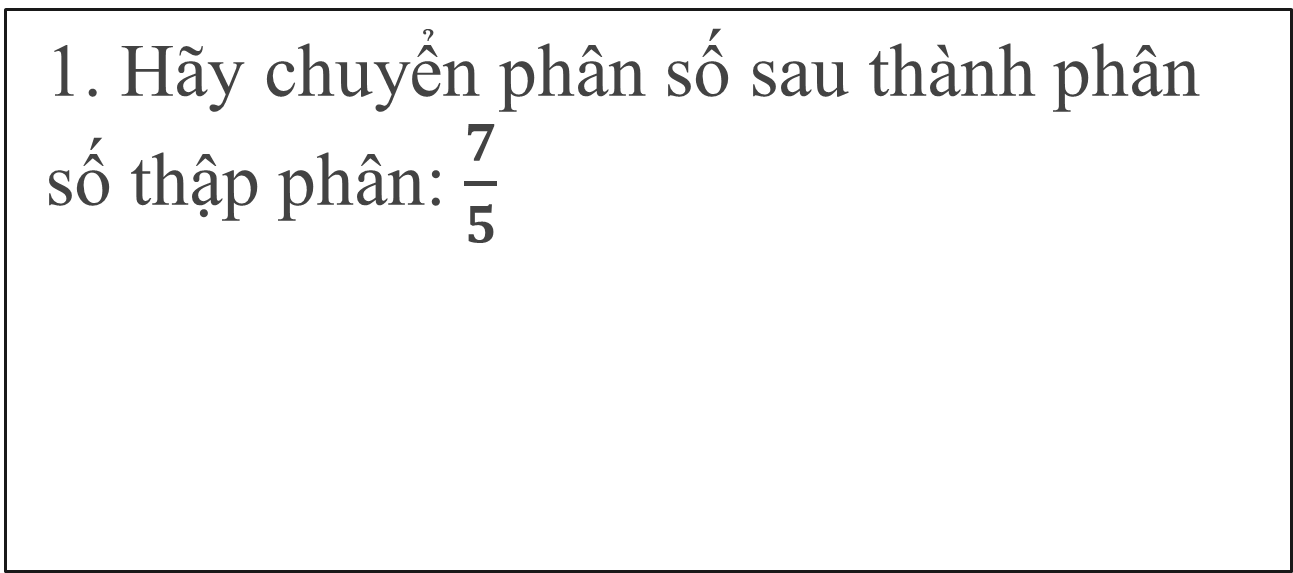 1. Hãy chuyển phân số sau thành phân
số thập phân: 7/5